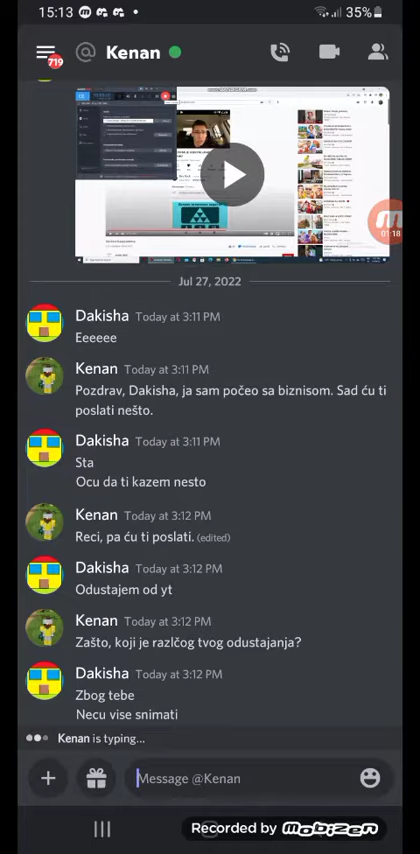 15:13
35%
719
@ Kenan
01:18
Jul 27, 2022
Dakisha Today at 3:11 PM
Eeeeee
Kenan Today at 3:11 PM
Pozdrav, Dakisha, ja sam počeo sa biznisom. Sad ću ti
poslati nešto.
Dakisha Today at 3:11 PM
Sta
Ocu da ti kazem nesto
Kenan Today at 3:12 PM
Reci, pa ću ti poslati. (edited)
Dakisha Today at 3:12 PM
Odustajem od yt
Kenan Today at 3:12 PM
Zašto, koji je razlčog tvog odustajanja?
Dakisha Today at 3:12 PM
Zbog tebe
Necu vise snimati
Kenan is typing...
Message @Kenan
Recorded by mobizen